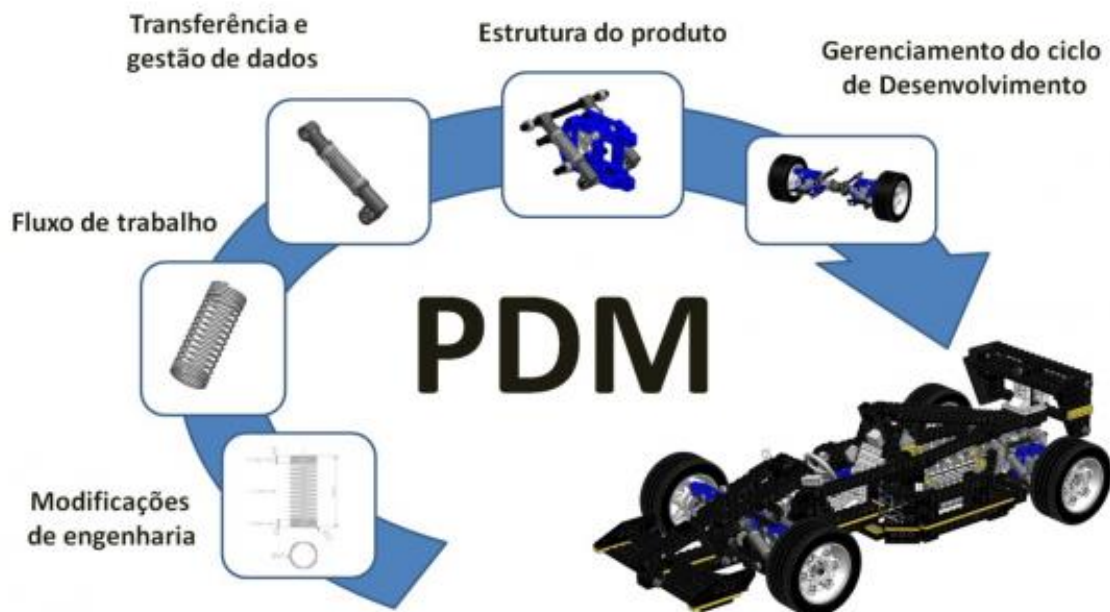 Transferência e
gestão de dados
Estrutura do produto
Gerenciamento do ciclo
de Desenvolvimento
Fluxo de trabalho
PDM
Modificações
de engenharia